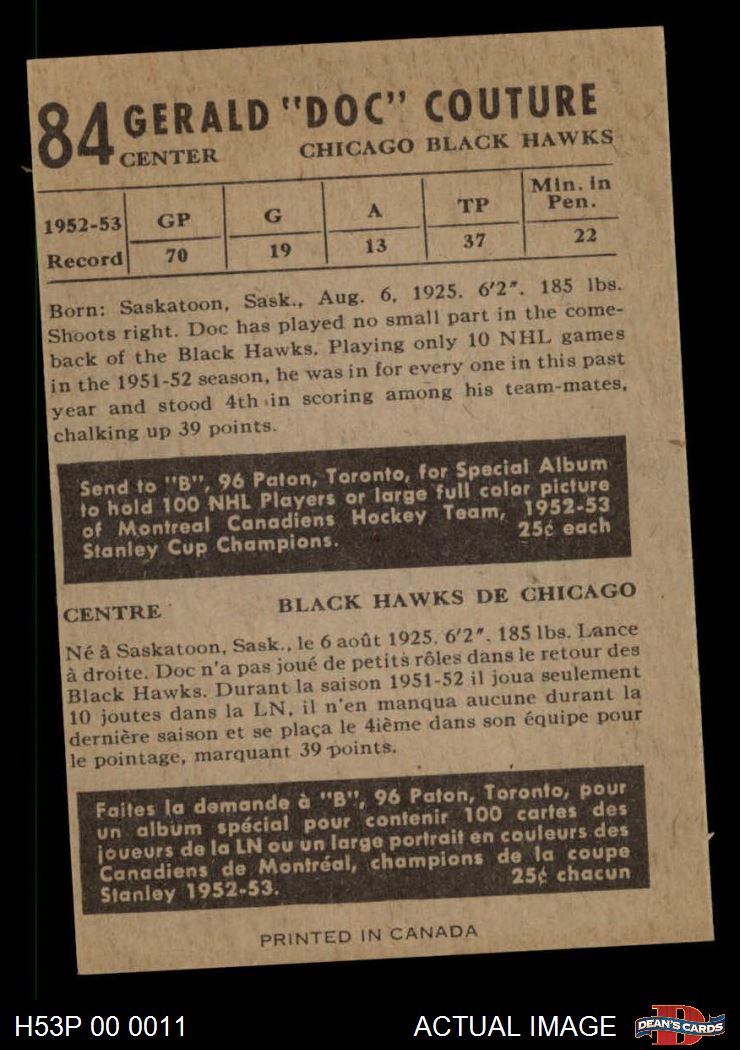 84 GERALD "DOC" COUTURE
CENTER CHICAGO BLACK HAWKS
1952-53 Record GP G A TP Min. in Pen.
70 19 13 37 22
Born: Saskatoon, Sask., Aug. 6, 1925. 6'2". 185 lbs.
Shoots right. Doc has played no small part in the come-
back of the Black Hawks. Playing only 10 NHL games
in the 1951-52 season, he was in for every one in this past
year and stood 4th in scoring among his team-mates,
chalking up 39 points.
Send to "B", 96 Paton, Toronto, for Special Album
to hold 100 NHL Players or large full color picture
of Montreal Canadiens Hockey Team, 1952-53
Stanley Cup Champions. 25¢ each
CENTRE BLACK HAWKS DE CHICAGO
Né à Saskatoon, Sask., le 6 août 1925. 6'2". 185 lbs. Lance
à droite. Doc n'a pas joué de petits rôles dans le retour des
Black Hawks. Durant la saison 1951-52 il joua seulement
10 joutes dans la LN, il n'en manqua aucune durant la
dernière saison et se plaça le 4ième dans son équipe pour
le pointage, marquant 39 points.
Faites la demande à "B", 96 Paton, Toronto, pour
un album spécial pour contenir 100 cartes des
joueurs de la LN ou un large portrait en couleurs des
Canadiens de Montréal, champions de la coupe
Stanley 1952-53. 25¢ chacun
PRINTED IN CANADA
H53P 00 0011 ACTUAL IMAGE DEAN'S CARDS